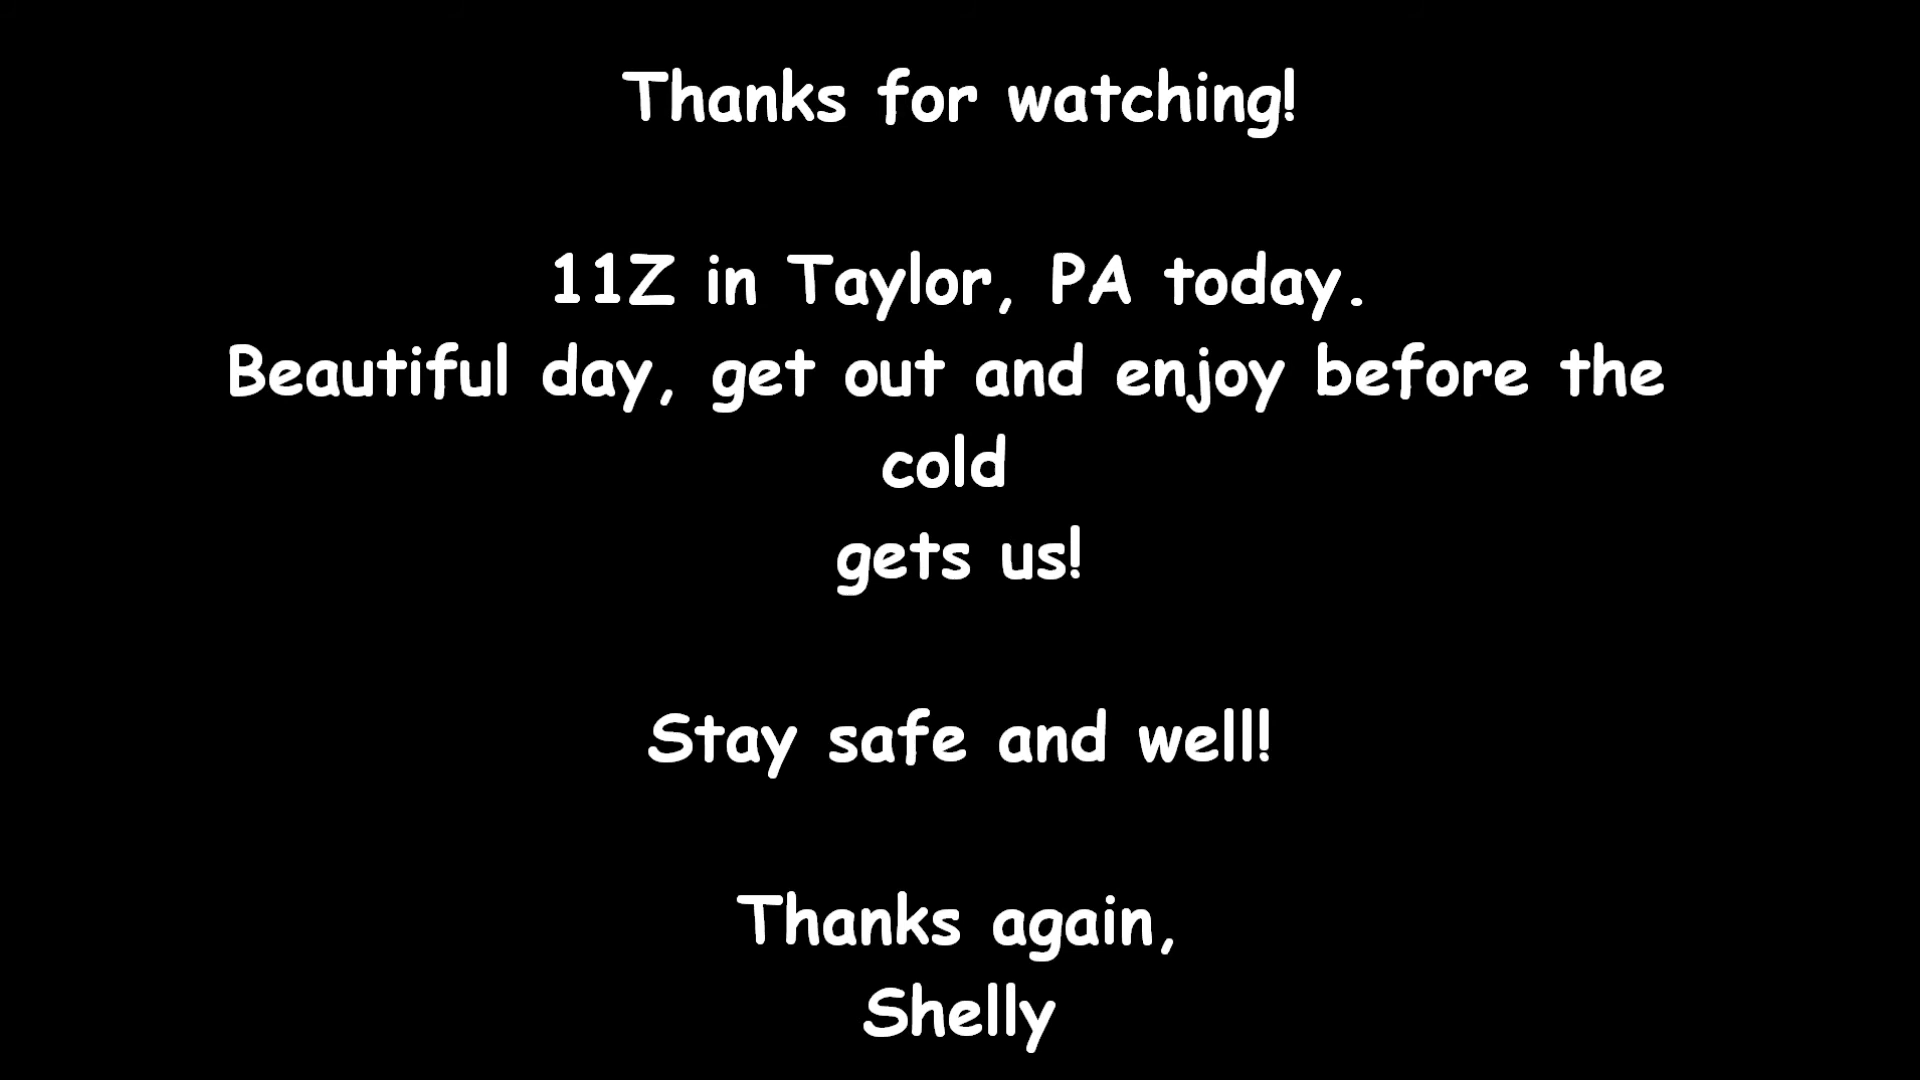 Thanks for watching!
11Z in Taylor, PA today.
Beautiful day, get out and enjoy before the
cold
gets us!
Stay safe and well!
Thanks again,
Shelly